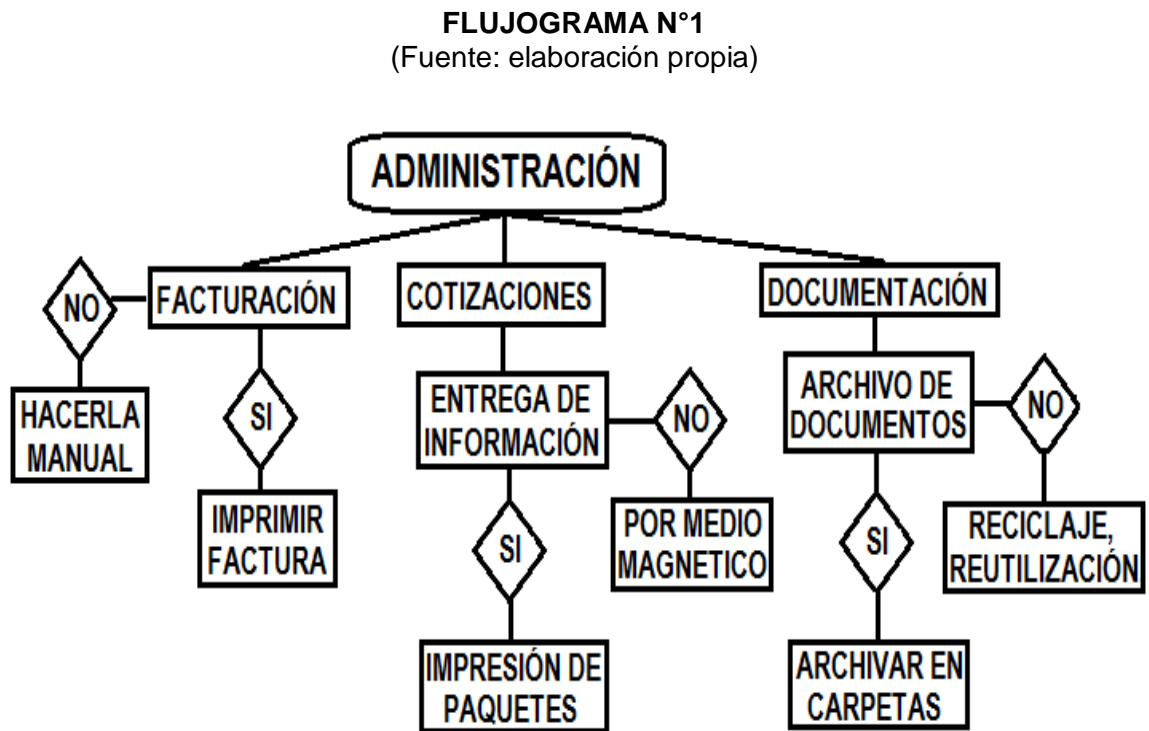 FLUJOGRAMA N°1
(Fuente: elaboración propia)
ADMINISTRACIÓN
NO
FACTURACIÓN
COTIZACIONES
DOCUMENTACIÓN
HACERLA
MANUAL
SI
IMPRIMIR
FACTURA
ENTREGA DE
INFORMACIÓN
NO
POR MEDIO
MAGNETICO
SI
IMPRESIÓN DE
PAQUETES
ARCHIVO DE
DOCUMENTOS
NO
RECICLAJE,
REUTILIZACIÓN
SI
ARCHIVAR EN
CARPETAS